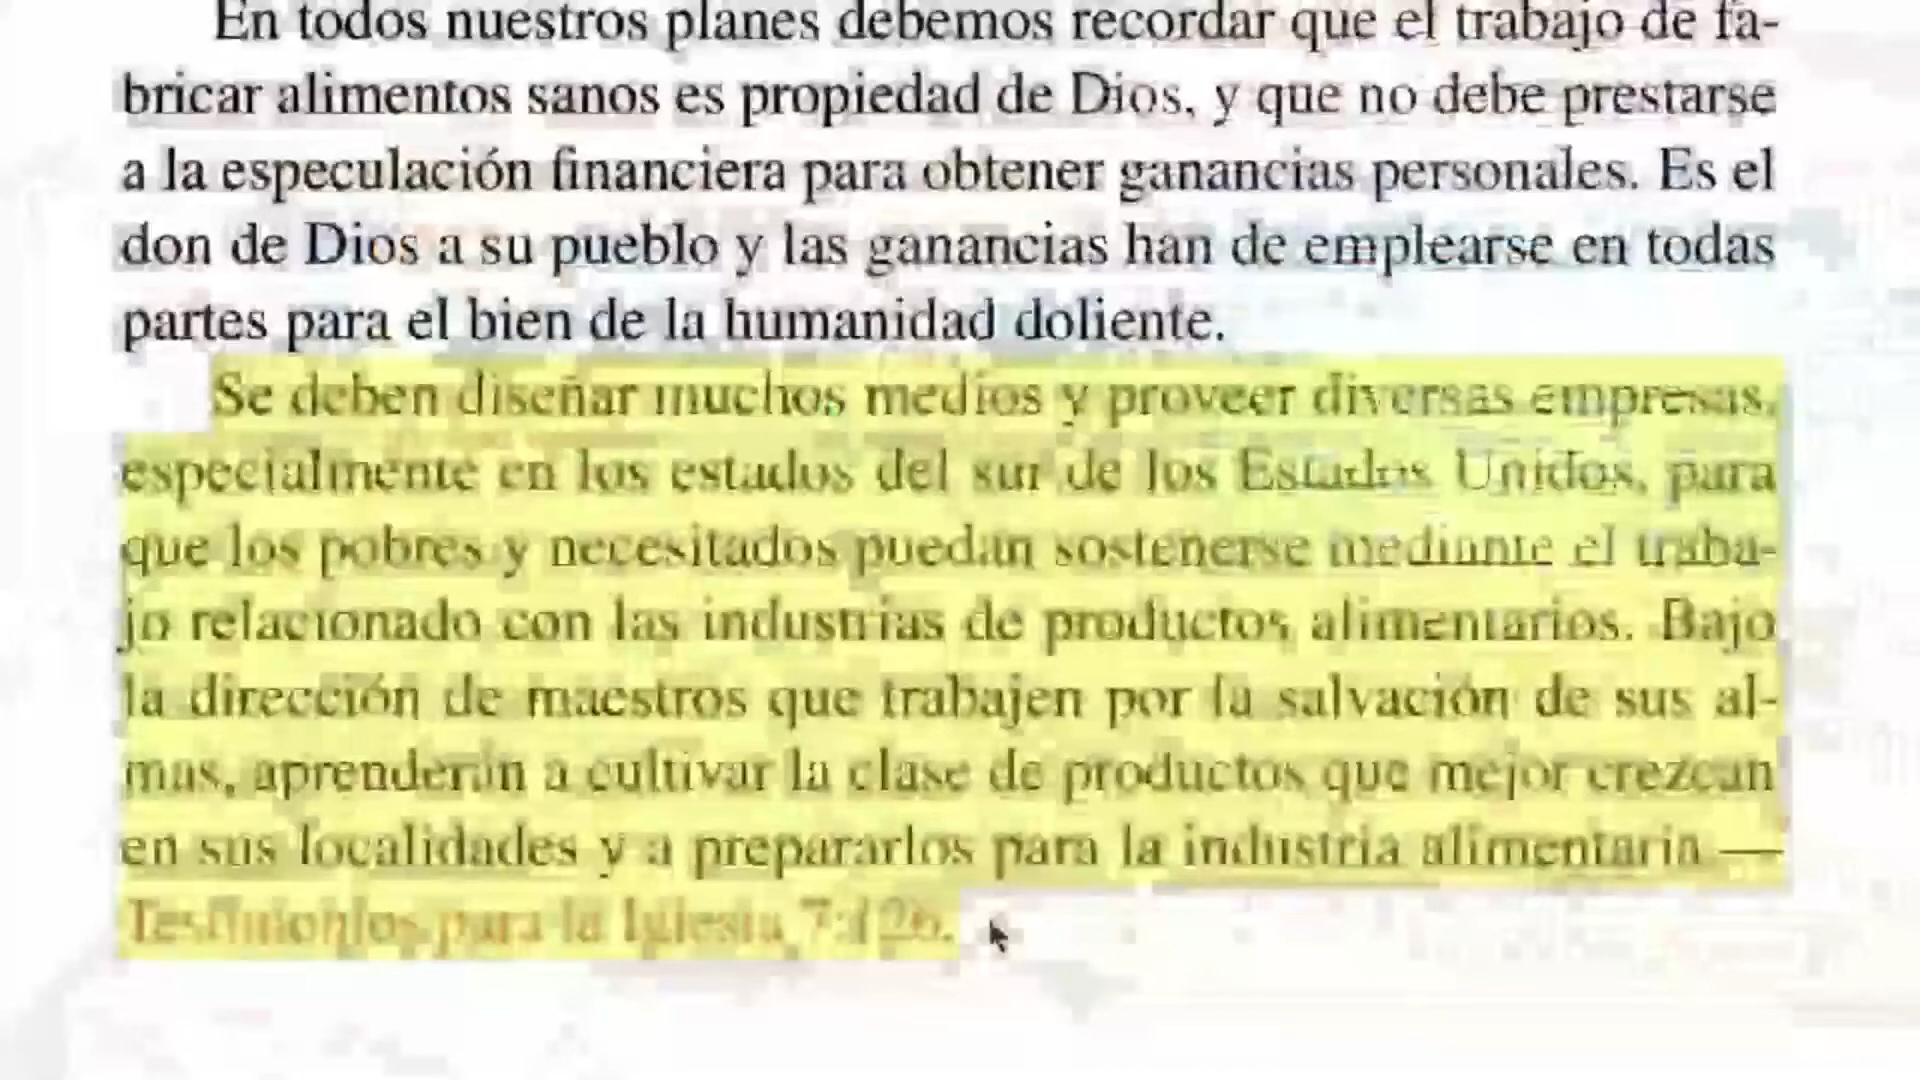 En todos nuestros planes debemos recordar que el trabajo de fa-
bricar alimentos sanos es propiedad de Dios, y que no debe prestarse
a la especulación financiera para obtener ganancias personales. Es el
don de Dios a su pueblo y las ganancias han de emplearse en todas
partes para el bien de la humanidad doliente.
Se deben diseñar muchos medios y proveer diversas empresas,
especialmente en los estados del sur de los Estados Unidos, para
que los pobres y necesitados puedan sostenerse mediante el traba-
jo relacionado con las industrias de productos alimentarios. Bajo
la dirección de maestros que trabajen por la salvación de sus al-
mas, aprenderán a cultivar la clase de productos que mejor crezcan
en sus localidades y a prepararlos para la industria alimentaria.—
Testimonios para la Iglesia 7:126.